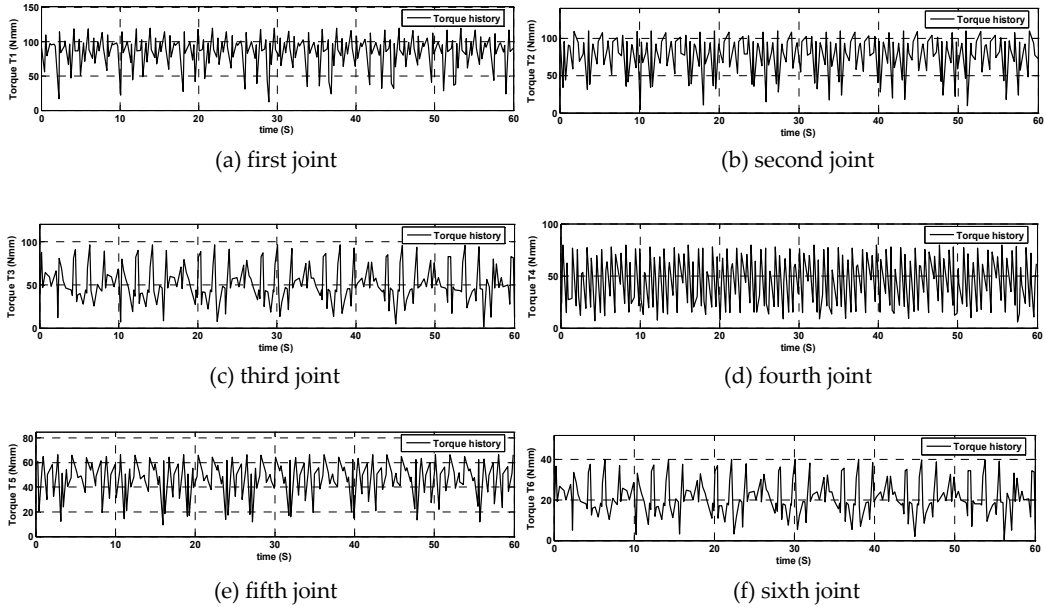 Torque T1 (Nmm)
150
100
50
0
Torque history
0 10 20 30 40 50 60
time (S)
(a) first joint
Torque T2 (Nmm)
100
50
0
Torque history
0 10 20 30 40 50 60
time (S)
(b) second joint
Torque T3 (Nmm)
100
50
0
Torque history
0 10 20 30 40 50 60
time (S)
(c) third joint
Torque T4 (Nmm)
100
50
0
Torque history
0 10 20 30 40 50 60
time (S)
(d) fourth joint
Torque T5 (Nmm)
80
60
40
20
0
Torque history
0 10 20 30 40 50 60
time (S)
(e) fifth joint
Torque T6 (Nmm)
40
20
0
Torque history
0 10 20 30 40 50 60
time (S)
(f) sixth joint